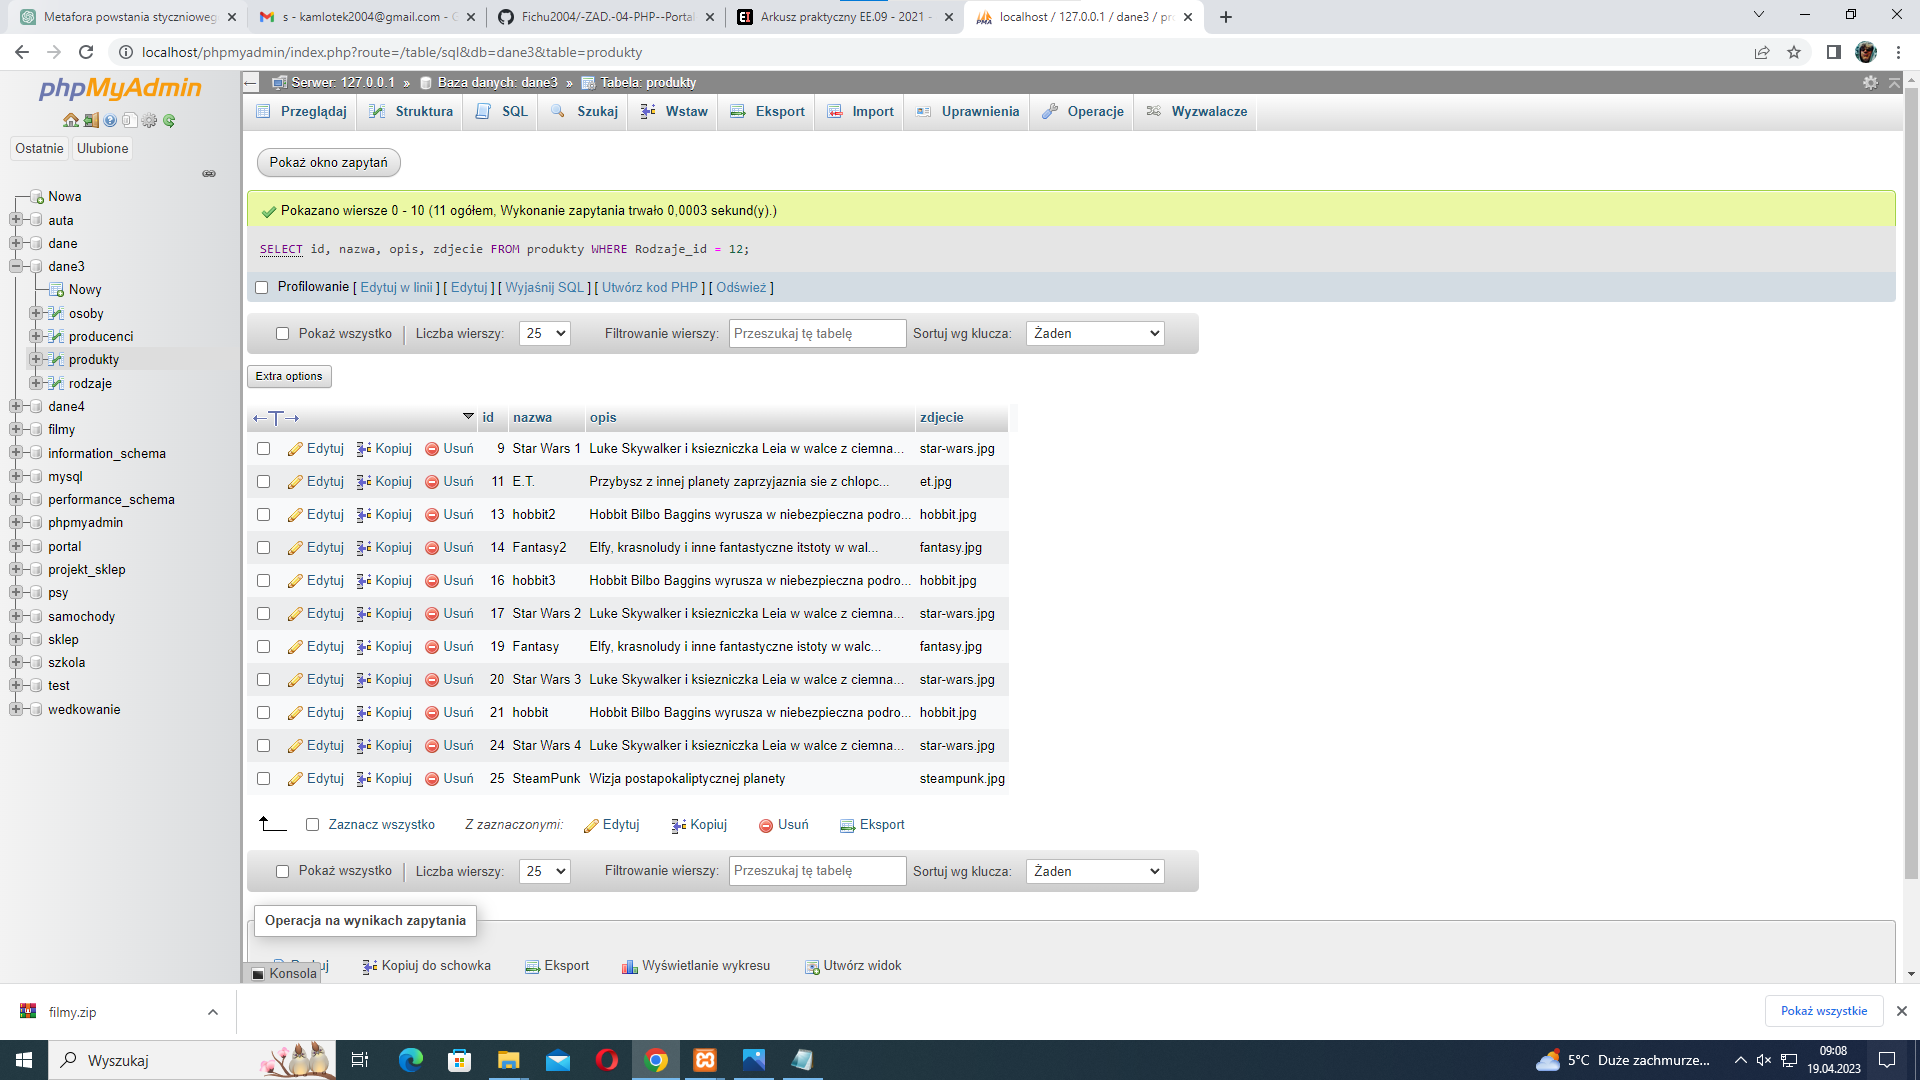 Metafora powstania stycznioweg
s - kamlotek2004@gmail.com - G
Fichu2004/-ZAD.-04-PHP--Portal
Arkusz praktyczny EE.09 - 2021 -
localhost / 127.0.0.1 / dane3 / pro
localhost/phpmyadmin/index.php?route=/table/sql&db=dane3&table=produkty
phpMyAdmin
Ostatnie Ulubione
Nowa
auta
dane
dane3
Nowy
osoby
producenci
produkty
rodzaje
dane4
filmy
information_schema
mysql
performance_schema
phpmyadmin
portal
projekt_sklep
psy
samochody
sklep
szkola
test
wedkowanie
Serwer: 127.0.0.1 » Baza danych: dane3 » Tabela: produkty
Przeglądaj Struktura SQL Szukaj Wstaw Eksport Import Uprawnienia Operacje Wyzwalacze
Pokaż okno zapytań
Pokazano wiersze 0 - 10 (11 ogółem, Wykonanie zapytania trwało 0,0003 sekund(y).)
SELECT id, nazwa, opis, zdjecie FROM produkty WHERE Rodzaje_id = 12;
Profilowanie [ Edytuj w linii ] [ Edytuj ] [ Wyjaśnij SQL ] [ Utwórz kod PHP ] [ Odśwież ]
Pokaż wszystko | Liczba wierszy: 25 Filtrowanie wierszy: Przeszukaj tę tabelę Sortuj wg klucza: Żaden
Extra options
←T→ id nazwa opis zdjecie
Edytuj Kopiuj Usuń 9 Star Wars 1 Luke Skywalker i ksiezniczka Leia w walce z ciemna... star-wars.jpg
Edytuj Kopiuj Usuń 11 E.T. Przybysz z innej planety zaprzyjaznia sie z chlopc... et.jpg
Edytuj Kopiuj Usuń 13 hobbit2 Hobbit Bilbo Baggins wyrusza w niebezpieczna podro... hobbit.jpg
Edytuj Kopiuj Usuń 14 Fantasy2 Elfy, krasnoludy i inne fantastyczne itstoty w wal... fantasy.jpg
Edytuj Kopiuj Usuń 16 hobbit3 Hobbit Bilbo Baggins wyrusza w niebezpieczna podro... hobbit.jpg
Edytuj Kopiuj Usuń 17 Star Wars 2 Luke Skywalker i ksiezniczka Leia w walce z ciemna... star-wars.jpg
Edytuj Kopiuj Usuń 19 Fantasy Elfy, krasnoludy i inne fantastyczne istoty w walc... fantasy.jpg
Edytuj Kopiuj Usuń 20 Star Wars 3 Luke Skywalker i ksiezniczka Leia w walce z ciemna... star-wars.jpg
Edytuj Kopiuj Usuń 21 hobbit Hobbit Bilbo Baggins wyrusza w niebezpieczna podro... hobbit.jpg
Edytuj Kopiuj Usuń 24 Star Wars 4 Luke Skywalker i ksiezniczka Leia w walce z ciemna... star-wars.jpg
Edytuj Kopiuj Usuń 25 SteamPunk Wizja postapokaliptycznej planety steampunk.jpg
Zaznacz wszystko Z zaznaczonymi: Edytuj Kopiuj Usuń Eksport
Pokaż wszystko | Liczba wierszy: 25 Filtrowanie wierszy: Przeszukaj tę tabelę Sortuj wg klucza: Żaden
Operacja na wynikach zapytania
Kopiuj do schowka Eksport Wyświetlanie wykresu Utwórz widok
Konsola
filmy.zip
Pokaż wszystkie
Wyszukaj
5°C Duże zachmurze...
09:08
19.04.2023